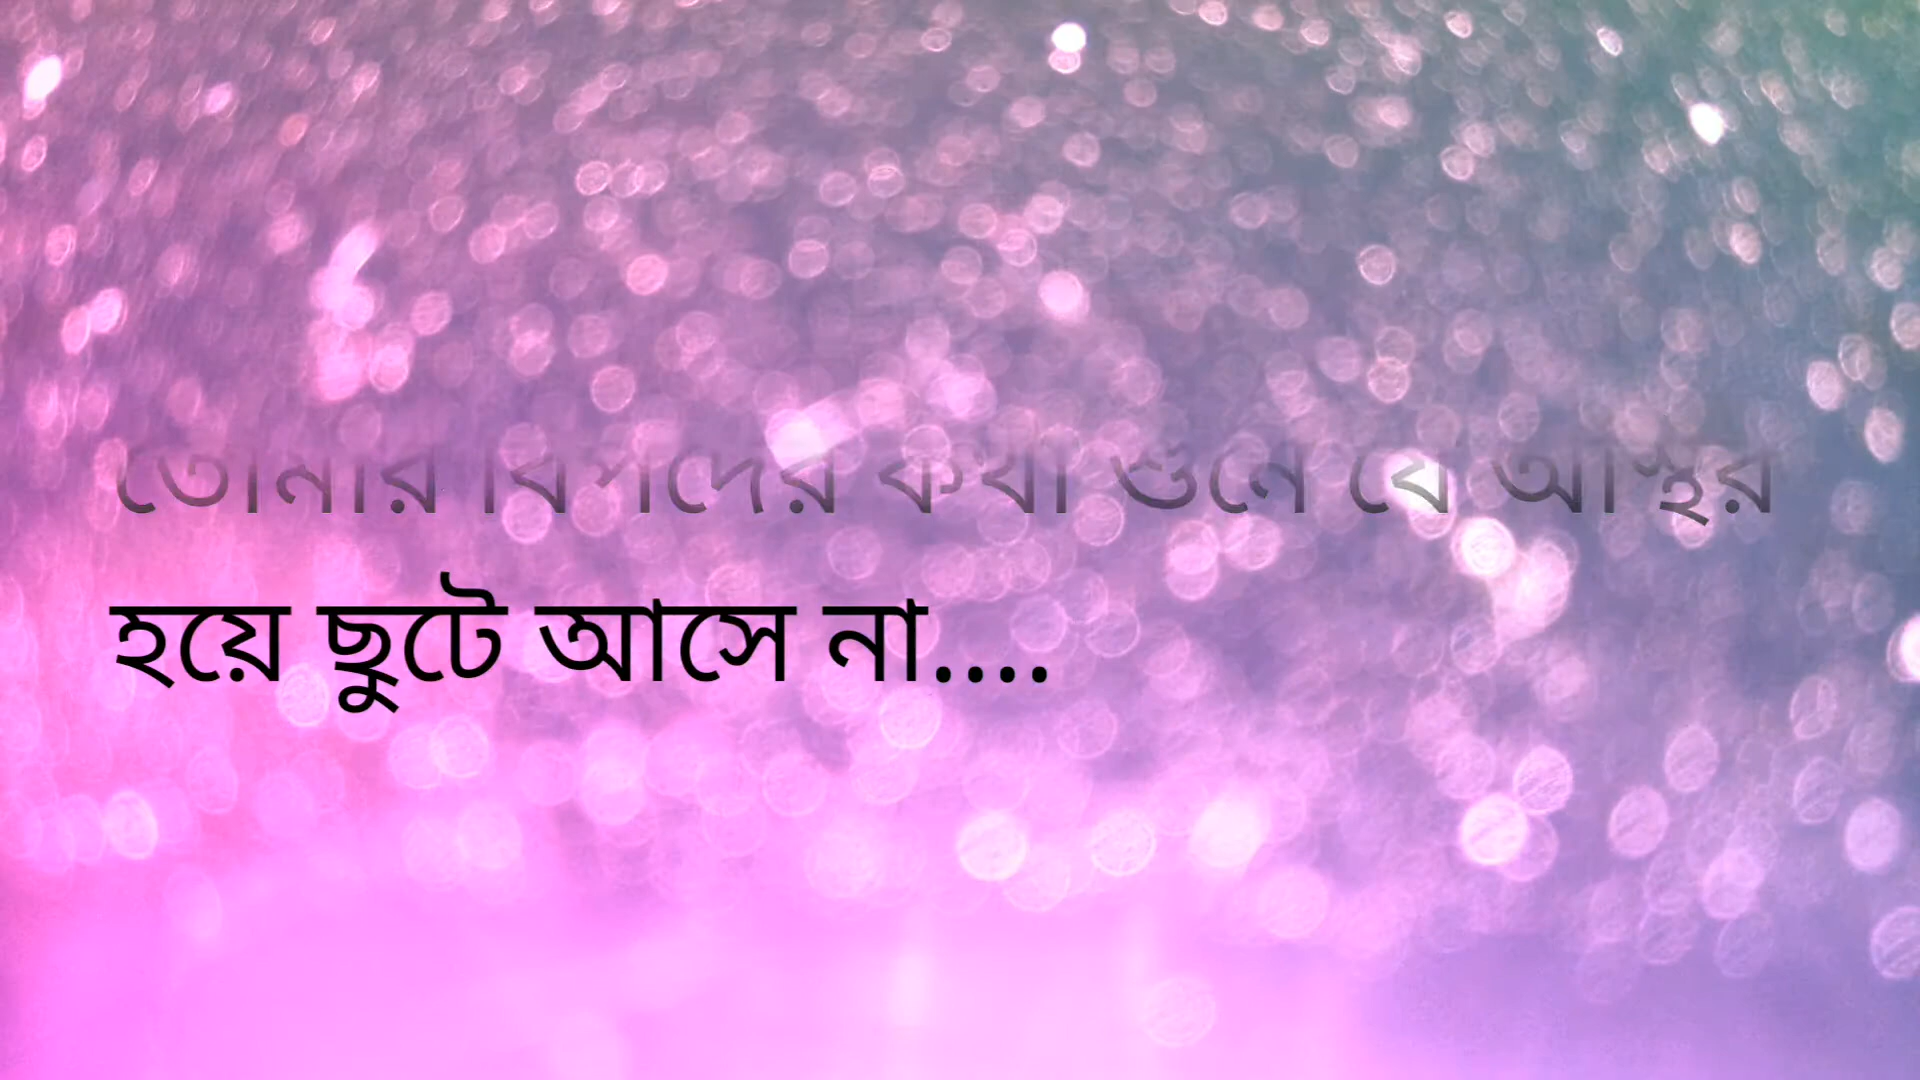 তোমার বিপদের কথা শুনে যে অস্থির
হয়ে ছুটে আসে না....